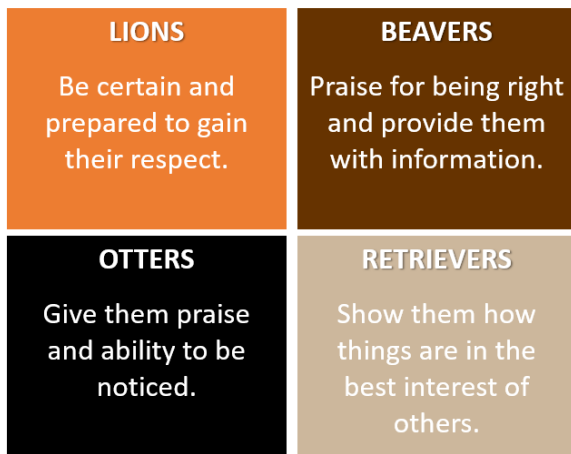 LIONS
Be certain and
prepared to gain
their respect.
BEAVERS
Praise for being right
and provide them
with information.
OTTERS
Give them praise
and ability to be
noticed.
RETRIEVERS
Show them how
things are in the
best interest of
others.